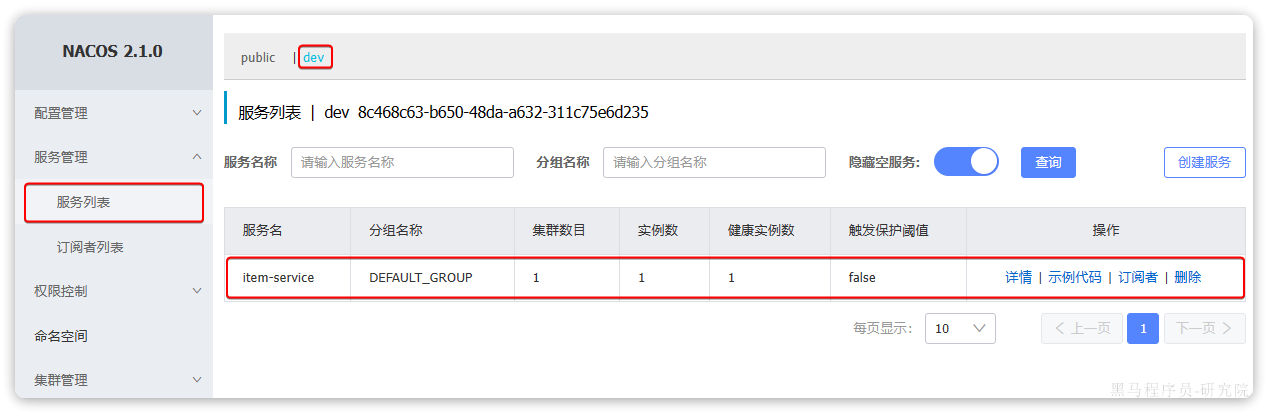 NACOS 2.1.0
配置管理
服务管理
服务列表
订阅者列表
权限控制
命名空间
集群管理
public | dev
服务列表 | dev 8c468c63-b650-48da-a632-311c75e6d235
服务名称 请输入服务名称 分组名称 请输入分组名称 隐藏空服务: 查询 创建服务
服务名 分组名称 集群数目 实例数 健康实例数 触发保护阈值 操作
item-service DEFAULT_GROUP 1 1 1 false 详情 | 示例代码 | 订阅者 | 删除
每页显示: 10 上一页 1 下一页
黑马程序员-研究院